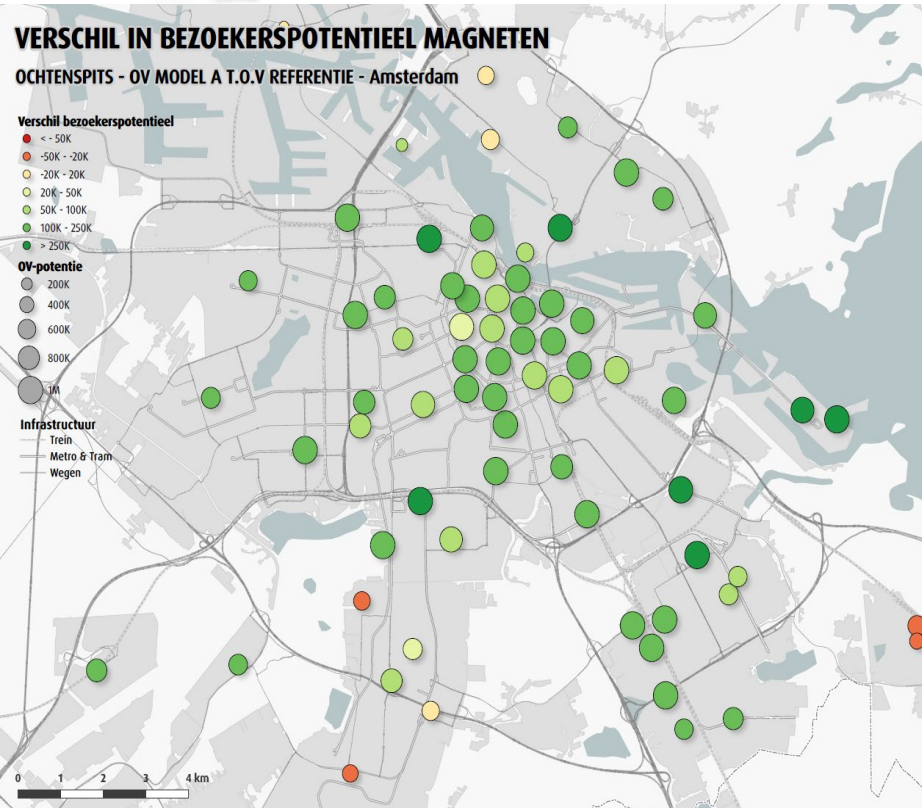 VERSCHIL IN BEZOEKERSPOTENTIEEL MAGNETEN
OCHTENSPITS - OV MODEL A T.O.V REFERENTIE - Amsterdam
Verschil bezoekerspotentieel
< - 50K
-50K - -20K
-20K - 20K
20K - 50K
50K - 100K
100K - 250K
> 250K
OV-potentie
200K
400K
600K
800K
1M
Infrastructuur
Trein
Metro & Tram
Wegen
0 1 2 3 4 km